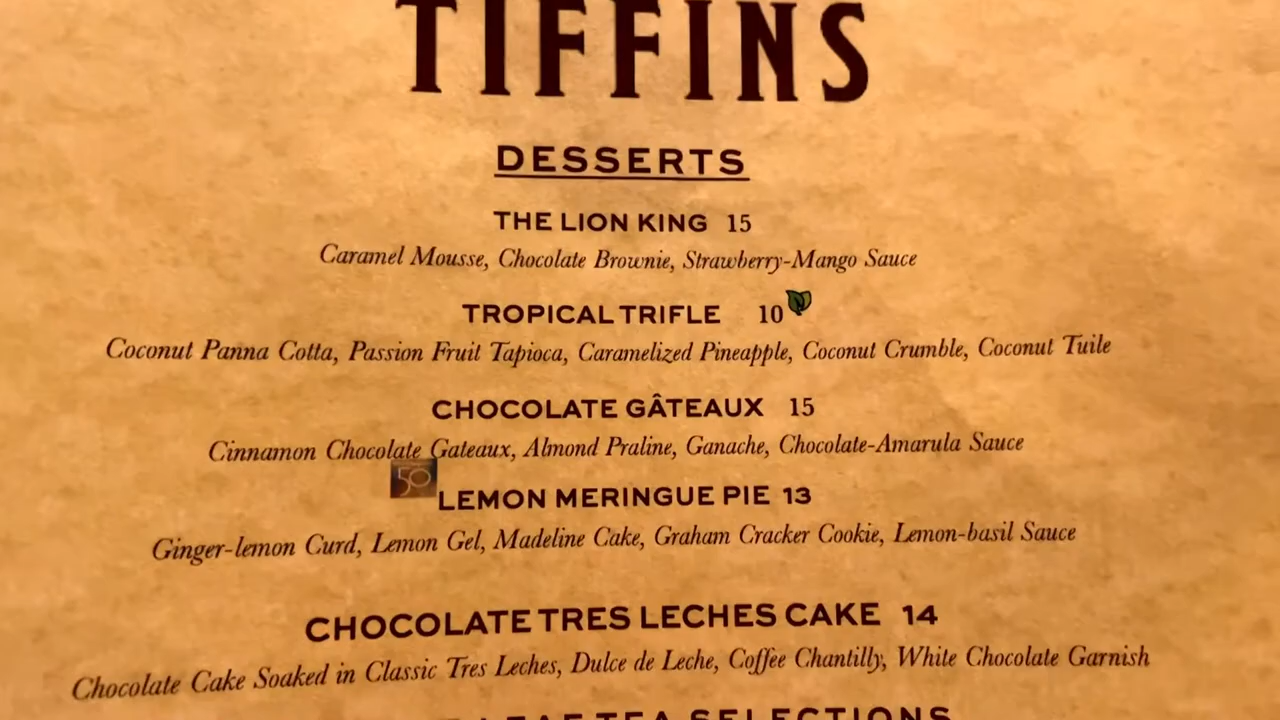 TIFFINS
DESSERTS
THE LION KING 15
Caramel Mousse, Chocolate Brownie, Strawberry-Mango Sauce
TROPICAL TRIFLE 10
Coconut Panna Cotta, Passion Fruit Tapioca, Caramelized Pineapple, Coconut Crumble, Coconut Tuile
CHOCOLATE GÂTEAUX 15
Cinnamon Chocolate Gateaux, Almond Praline, Ganache, Chocolate-Amarula Sauce
50
LEMON MERINGUE PIE 13
Ginger-lemon Curd, Lemon Gel, Madeline Cake, Graham Cracker Cookie, Lemon-basil Sauce
CHOCOLATE TRES LECHES CAKE 14
Chocolate Cake Soaked in Classic Tres Leches, Dulce de Leche, Coffee Chantilly, White Chocolate Garnish
TEA SELECTIONS